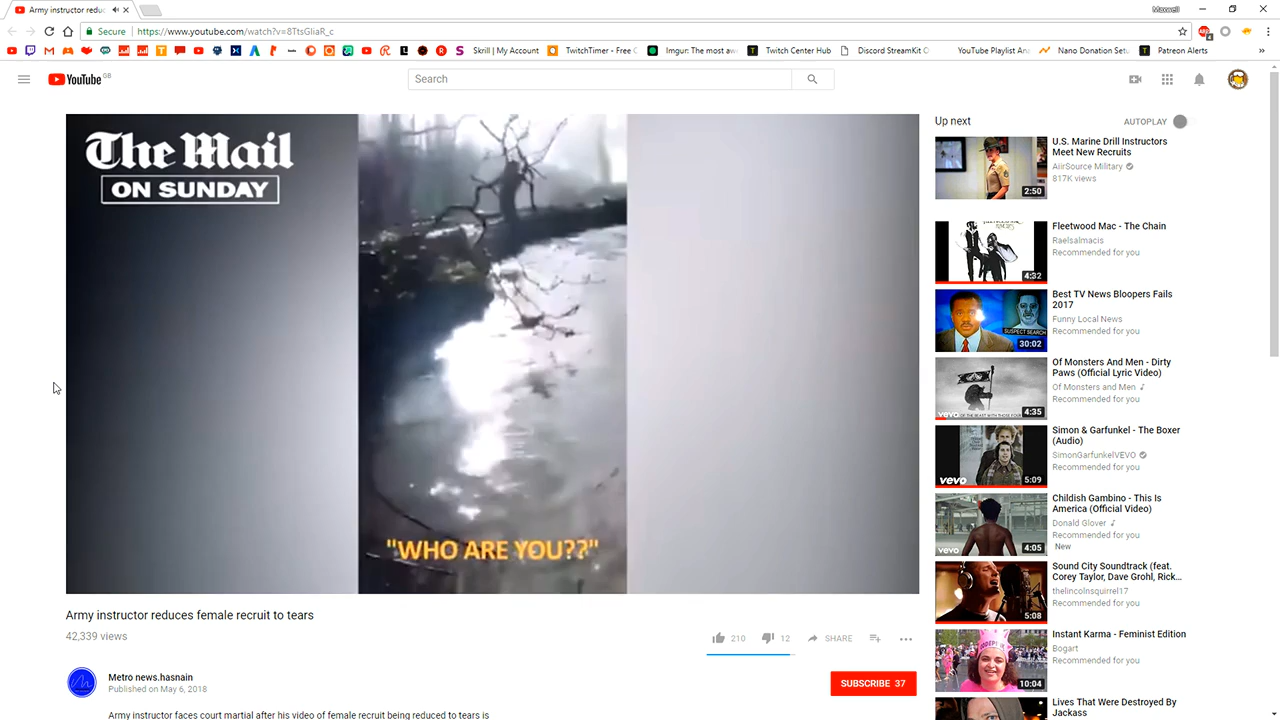 Army instructor reduc
Maxwell
Secure
https://www.youtube.com/watch?v=8TtsGliaR_c
Skrill | My Account
TwitchTimer - Free C
Imgur: The most aw
Twitch Center Hub
Discord StreamKit O
YouTube Playlist An
Nano Donation Setu
Patreon Alerts
YouTube GB
Search
The Mail
ON SUNDAY
"WHO ARE YOU??"
Army instructor reduces female recruit to tears
42,339 views
210
12
SHARE
Metro news.hasnain
Published on May 6, 2018
SUBSCRIBE 37
Army instructor faces court martial after his video of female recruit being reduced to tears is
Up next
AUTOPLAY
2:50
U.S. Marine Drill Instructors
Meet New Recruits
AiirSource Military
817K views
4:32
Fleetwood Mac - The Chain
Raelsalmacis
Recommended for you
SUSPECT SEARCH
30:02
Best TV News Bloopers Fails
2017
Funny Local News
Recommended for you
vevo
4:35
Of Monsters And Men - Dirty
Paws (Official Lyric Video)
Of Monsters and Men
Recommended for you
vevo
5:09
Simon & Garfunkel - The Boxer
(Audio)
SimonGarfunkelVEVO
Recommended for you
vevo
4:05
Childish Gambino - This Is
America (Official Video)
Donald Glover
Recommended for you
New
5:08
Sound City Soundtrack (feat.
Corey Taylor, Dave Grohl, Rick...
thelincolnsquirrel17
Recommended for you
10:04
Instant Karma - Feminist Edition
Bogart
Recommended for you
Lives That Were Destroyed By
Jackass